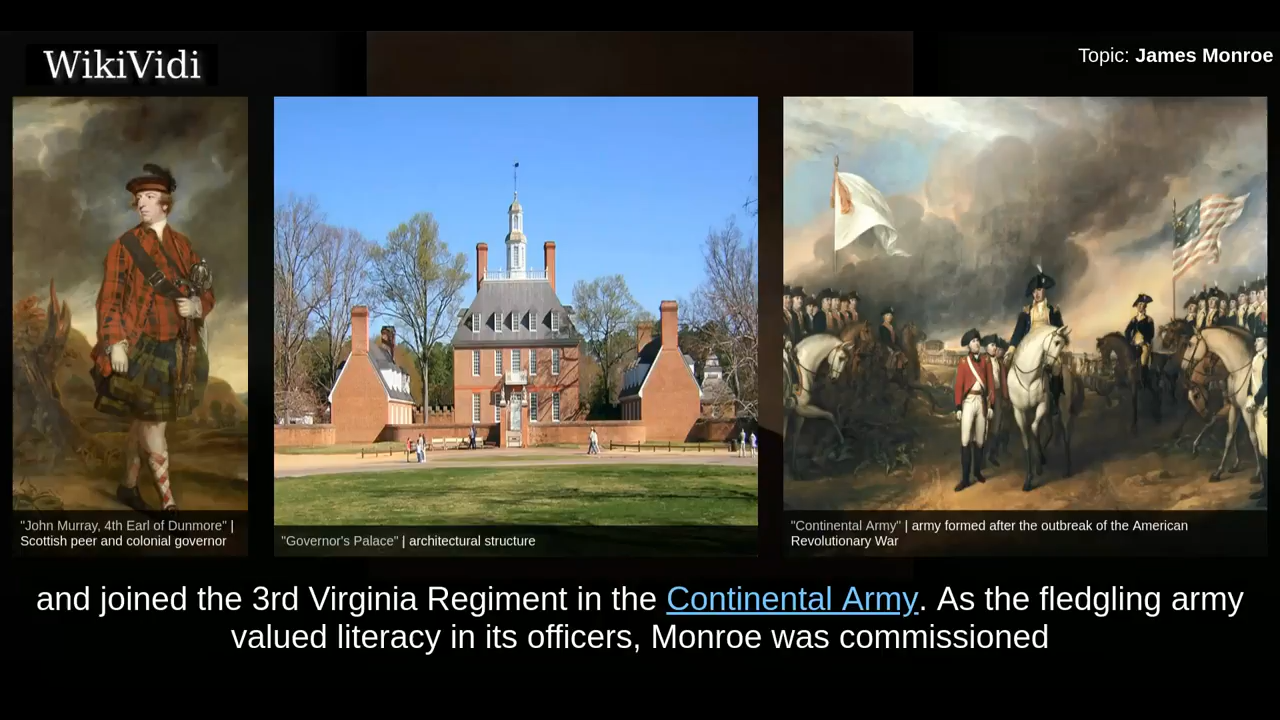 WikiVidi
Topic: James Monroe
"John Murray, 4th Earl of Dunmore" |
Scottish peer and colonial governor
"Governor's Palace" | architectural structure
"Continental Army" | army formed after the outbreak of the American
Revolutionary War
and joined the 3rd Virginia Regiment in the Continental Army. As the fledgling army
valued literacy in its officers, Monroe was commissioned